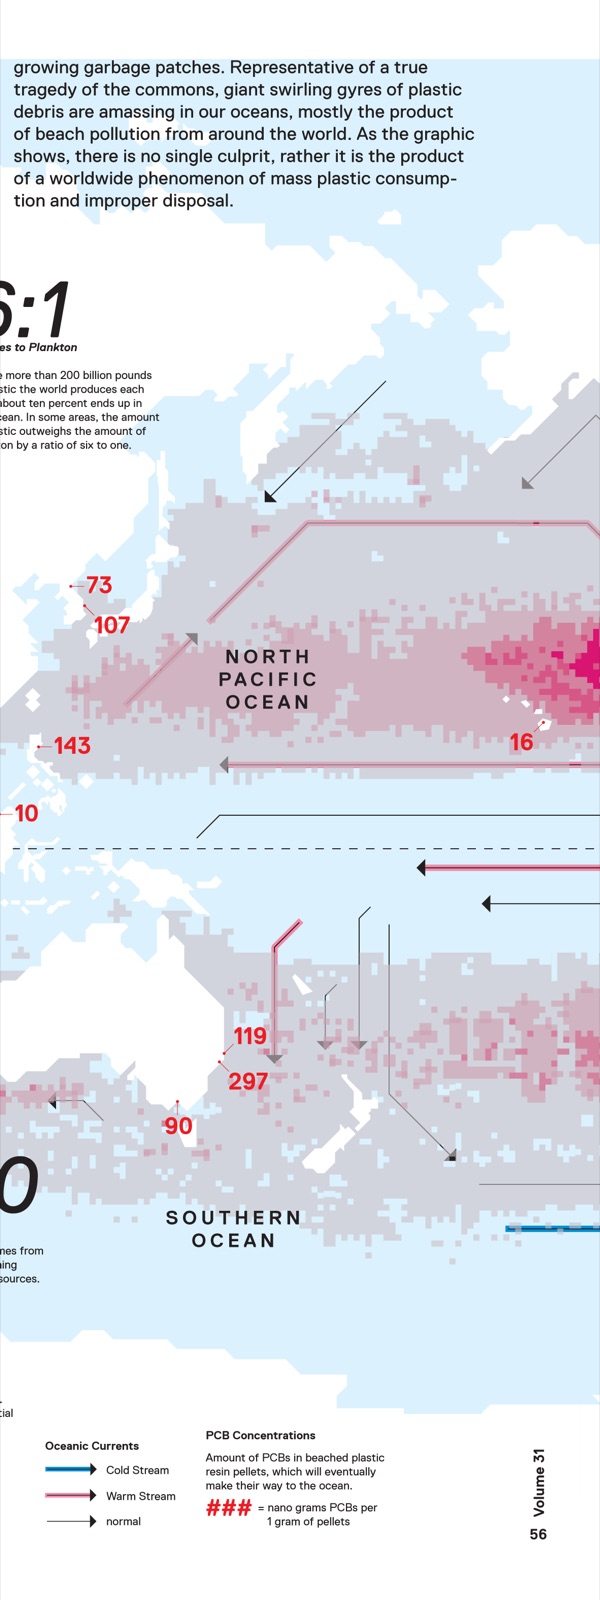 growing garbage patches. Representative of a true
tragedy of the commons, giant swirling gyres of plastic
debris are amassing in our oceans, mostly the product
of beach pollution from around the world. As the graphic
shows, there is no single culprit, rather it is the product
of a worldwide phenomenon of mass plastic consump-
tion and improper disposal.
6:1
es to Plankton
e more than 200 billion pounds
stic the world produces each
about ten percent ends up in
cean. In some areas, the amount
stic outweighs the amount of
on by a ratio of six to one.
73
107
NORTH
PACIFIC
OCEAN
143
16
10
119
297
90
0
SOUTHERN
OCEAN
mes from
ning
sources.
tial
Oceanic Currents
Cold Stream
Warm Stream
normal
PCB Concentrations
Amount of PCBs in beached plastic
resin pellets, which will eventually
make their way to the ocean.
### = nano grams PCBs per
1 gram of pellets
Volume 31
56